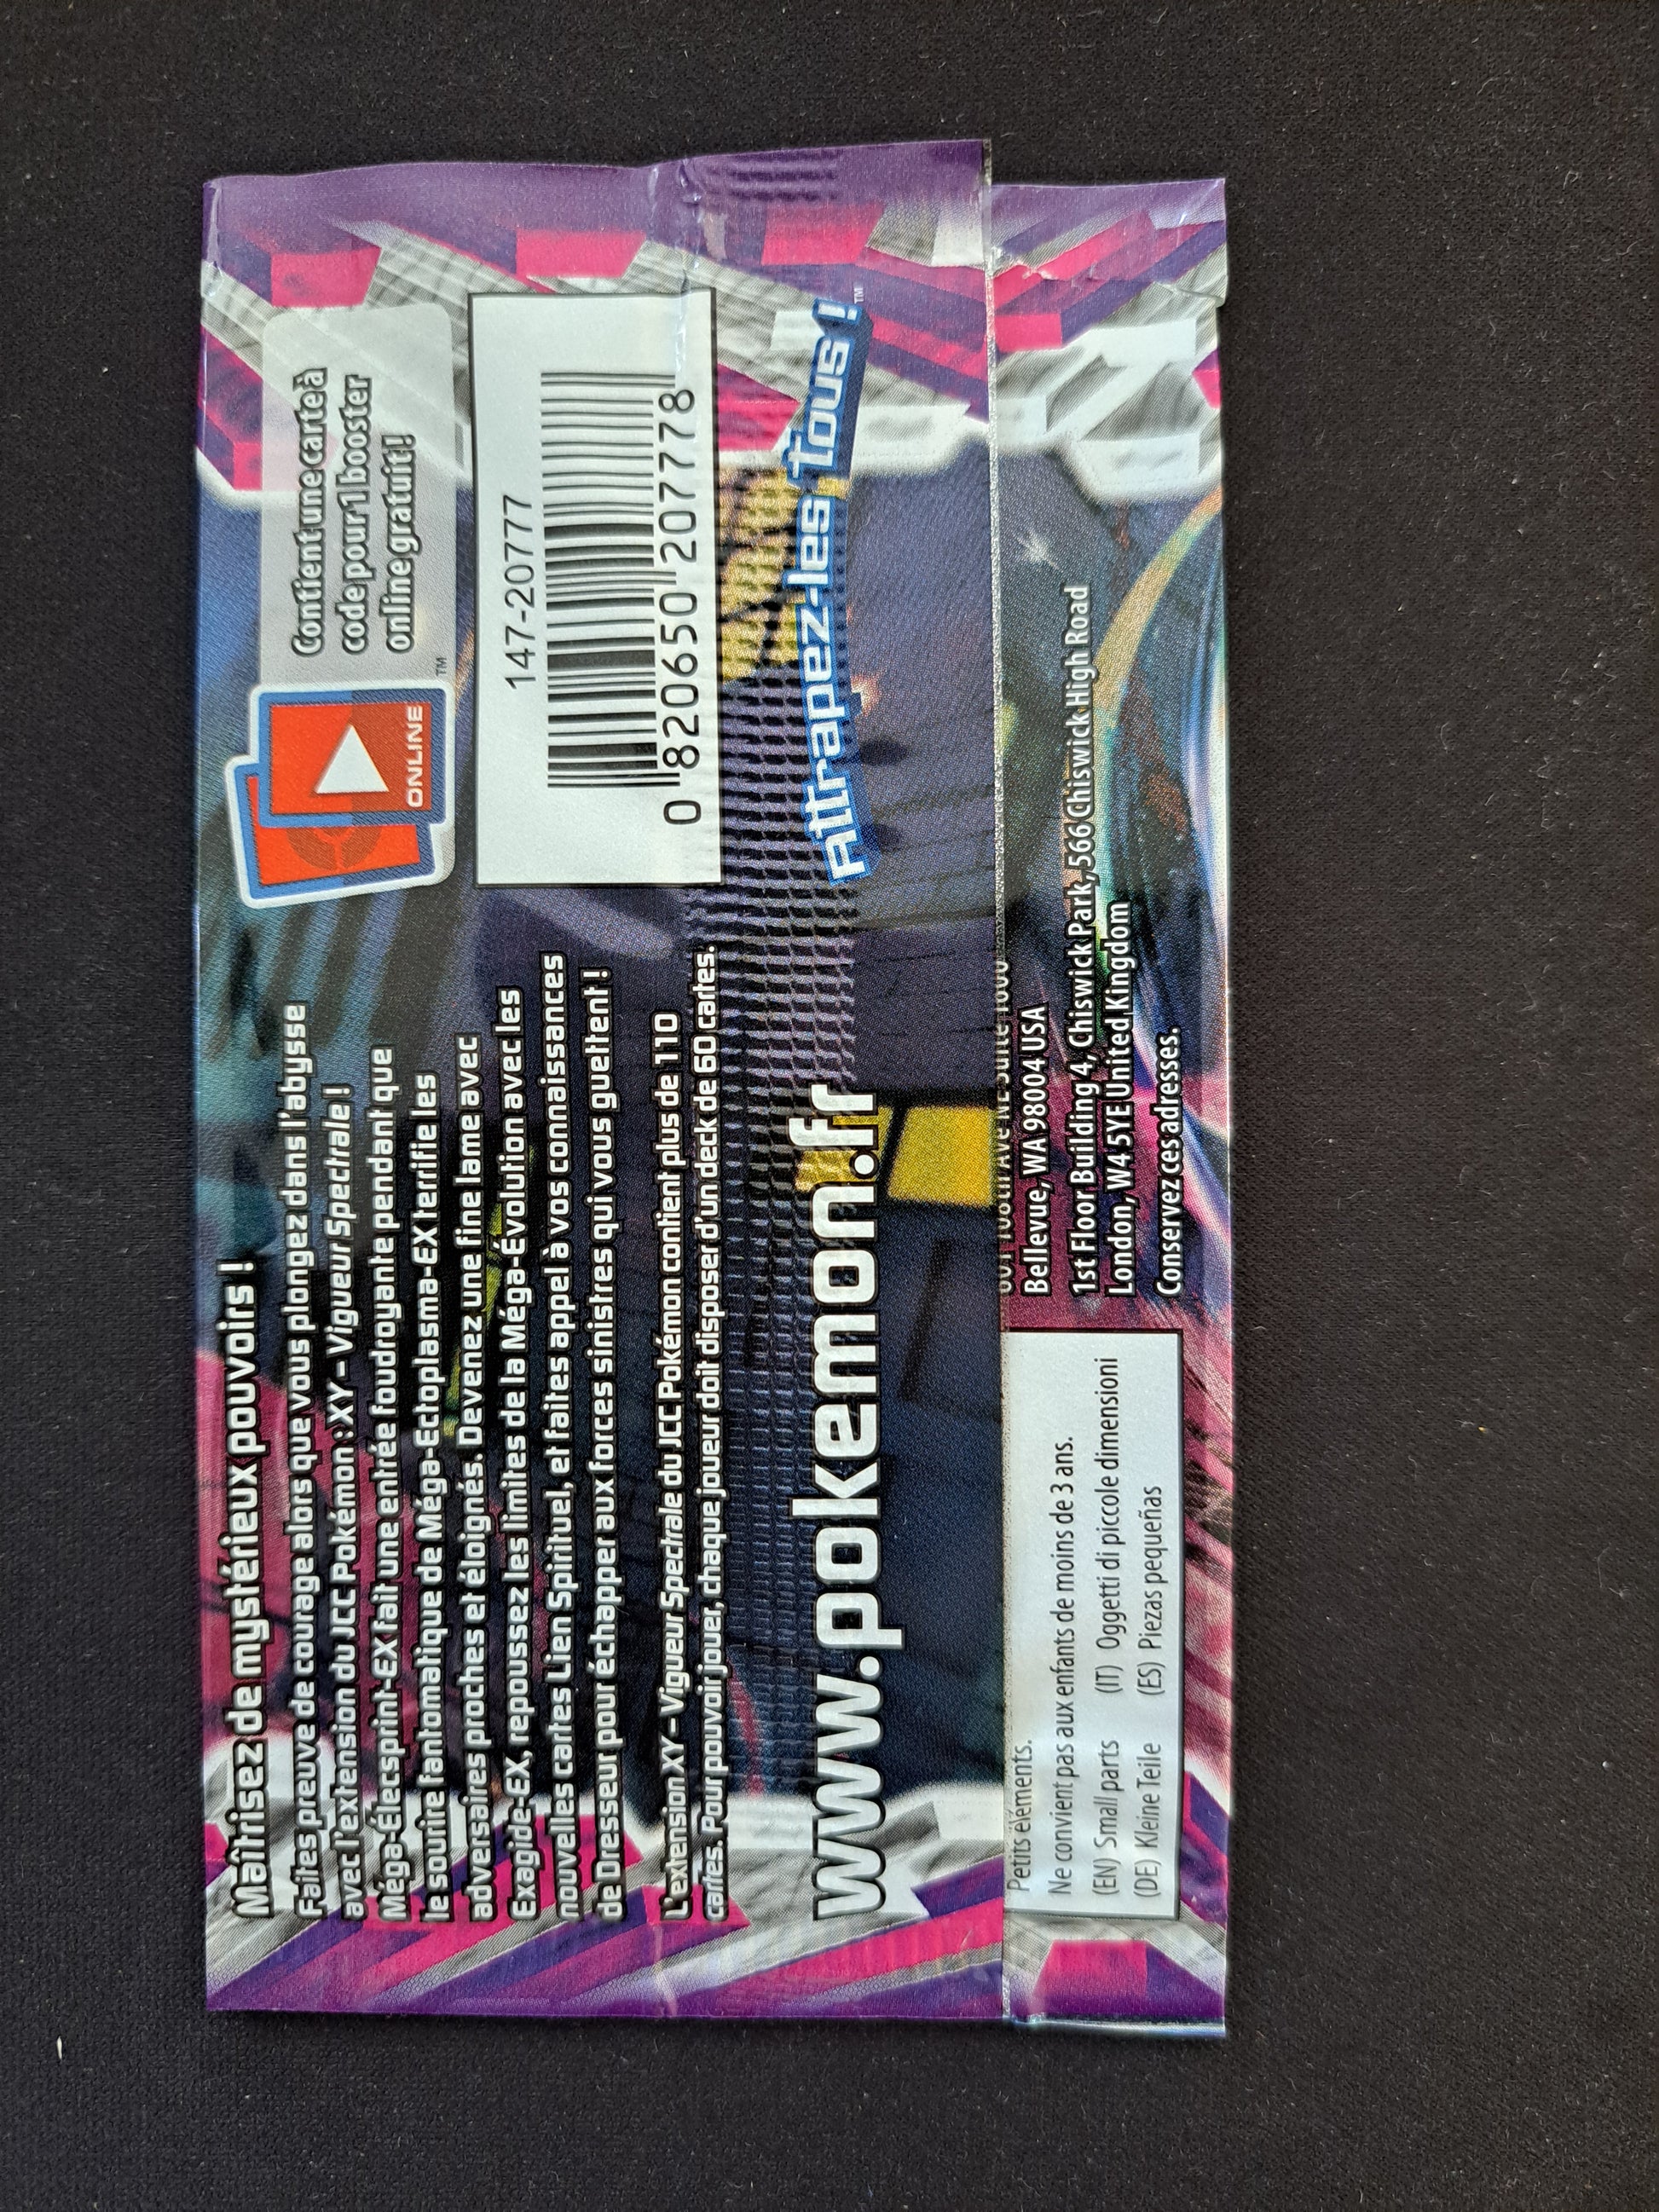 Maîtrisez de mystérieux pouvoirs !
Faites preuve de courage alors que vous plongez dans l'abysse
avec l'extension du JCC Pokémon : XY – Vigueur Spectrale !
Méga-Élecsprint-EX fait une entrée foudroyante pendant que
le sourire fantomatique de Méga-Ectoplasma-EX terrifie les
adversaires proches et éloignés. Devenez une fine lame avec
Exagide-EX, repoussez les limites de la Méga-Évolution avec les
nouvelles cartes Lien Spirituel, et faites appel à vos connaissances
de Dresseur pour échapper aux forces sinistres qui vous guettent !
L'extension XY – Vigueur Spectrale du JCC Pokémon contient plus de 110
cartes. Pour pouvoir jouer, chaque joueur doit disposer d'un deck de 60 cartes.
www.pokemon.fr
ONLINE
TM
Contient une carte à
code pour 1 booster
online gratuit !
147-20777
0 820650 207778
Attrapez-les tous !
TM
Petits éléments.
Ne convient pas aux enfants de moins de 3 ans.
(EN) Small parts (IT) Oggetti di piccole dimensioni
(DE) Kleine Teile (ES) Piezas pequeñas
108th Ave NE Suite
Bellevue, WA 98004 USA
1st Floor Building 4, Chiswick Park, 566 Chiswick High Road
London, W4 5YE United Kingdom
Conservez ces adresses.